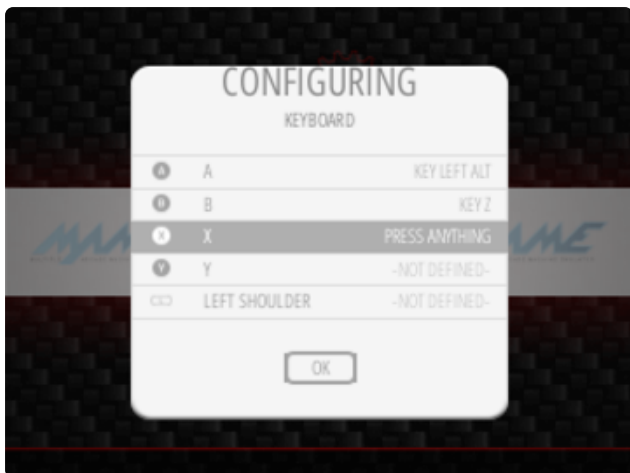 CONFIGURING
KEYBOARD
A A KEY LEFT ALT
B B KEY Z
X X PRESS ANYTHING
Y Y -NOT DEFINED-
LEFT SHOULDER -NOT DEFINED-
OK